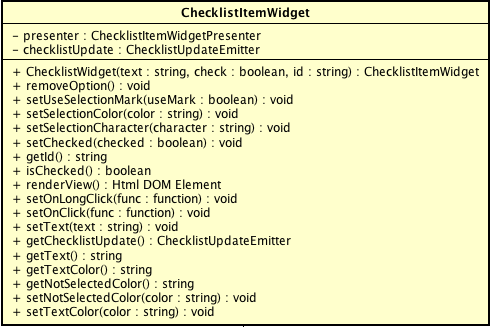 ChecklistItemWidget
- presenter : ChecklistItemWidgetPresenter
- checklistUpdate : ChecklistUpdateEmitter
+ ChecklistWidget(text : string, check : boolean, id : string) : ChecklistItemWidget
+ removeOption() : void
+ setUseSelectionMark(useMark : boolean) : void
+ setSelectionColor(color : string) : void
+ setSelectionCharacter(character : string) : void
+ setChecked(checked : boolean) : void
+ getId() : string
+ isChecked() : boolean
+ renderView() : Html DOM Element
+ setOnLongClick(func : function) : void
+ setOnClick(func : function) : void
+ setText(text : string) : void
+ getChecklistUpdate() : ChecklistUpdateEmitter
+ getText() : string
+ getTextColor() : string
+ getNotSelectedColor() : string
+ setNotSelectedColor(color : string) : void
+ setTextColor(color : string) : void